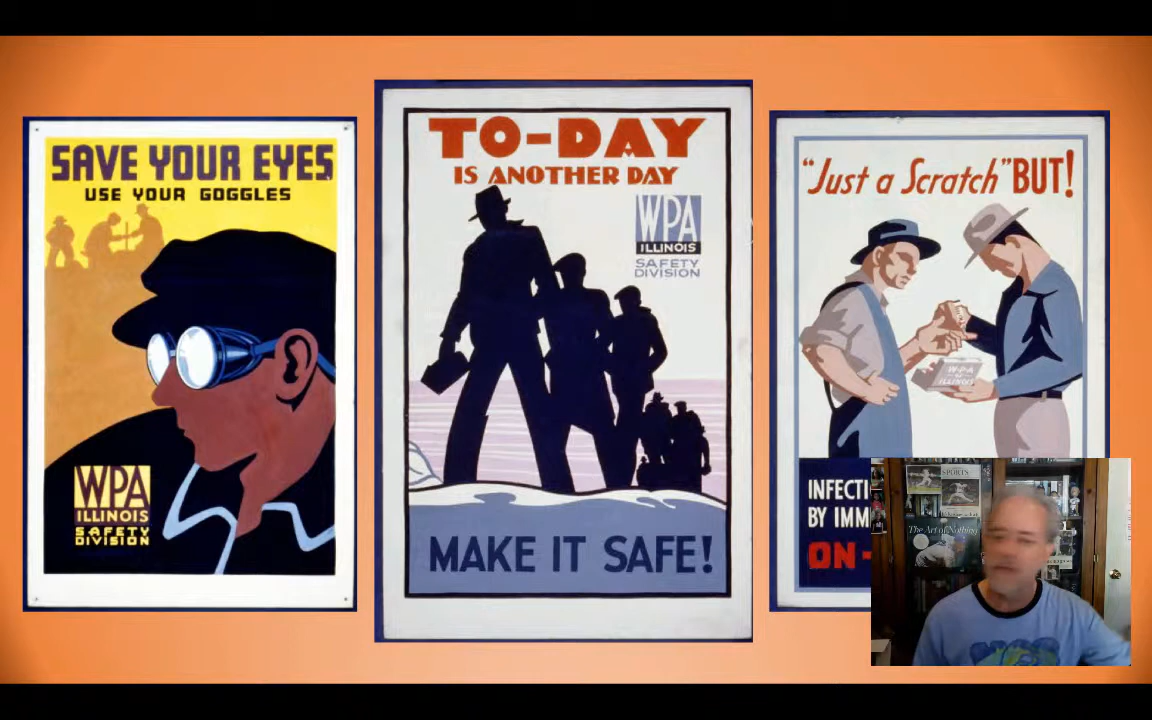 SAVE YOUR EYES
USE YOUR GOGGLES
WPA
ILLINOIS
SAFETY
DIVISION
TO-DAY
IS ANOTHER DAY
WPA
ILLINOIS
SAFETY
DIVISION
MAKE IT SAFE!
"Just a Scratch" BUT!
W·P·A
ILLINOIS
INFECTI
BY IMM
ON-
SPORTS
The Art of Nothing